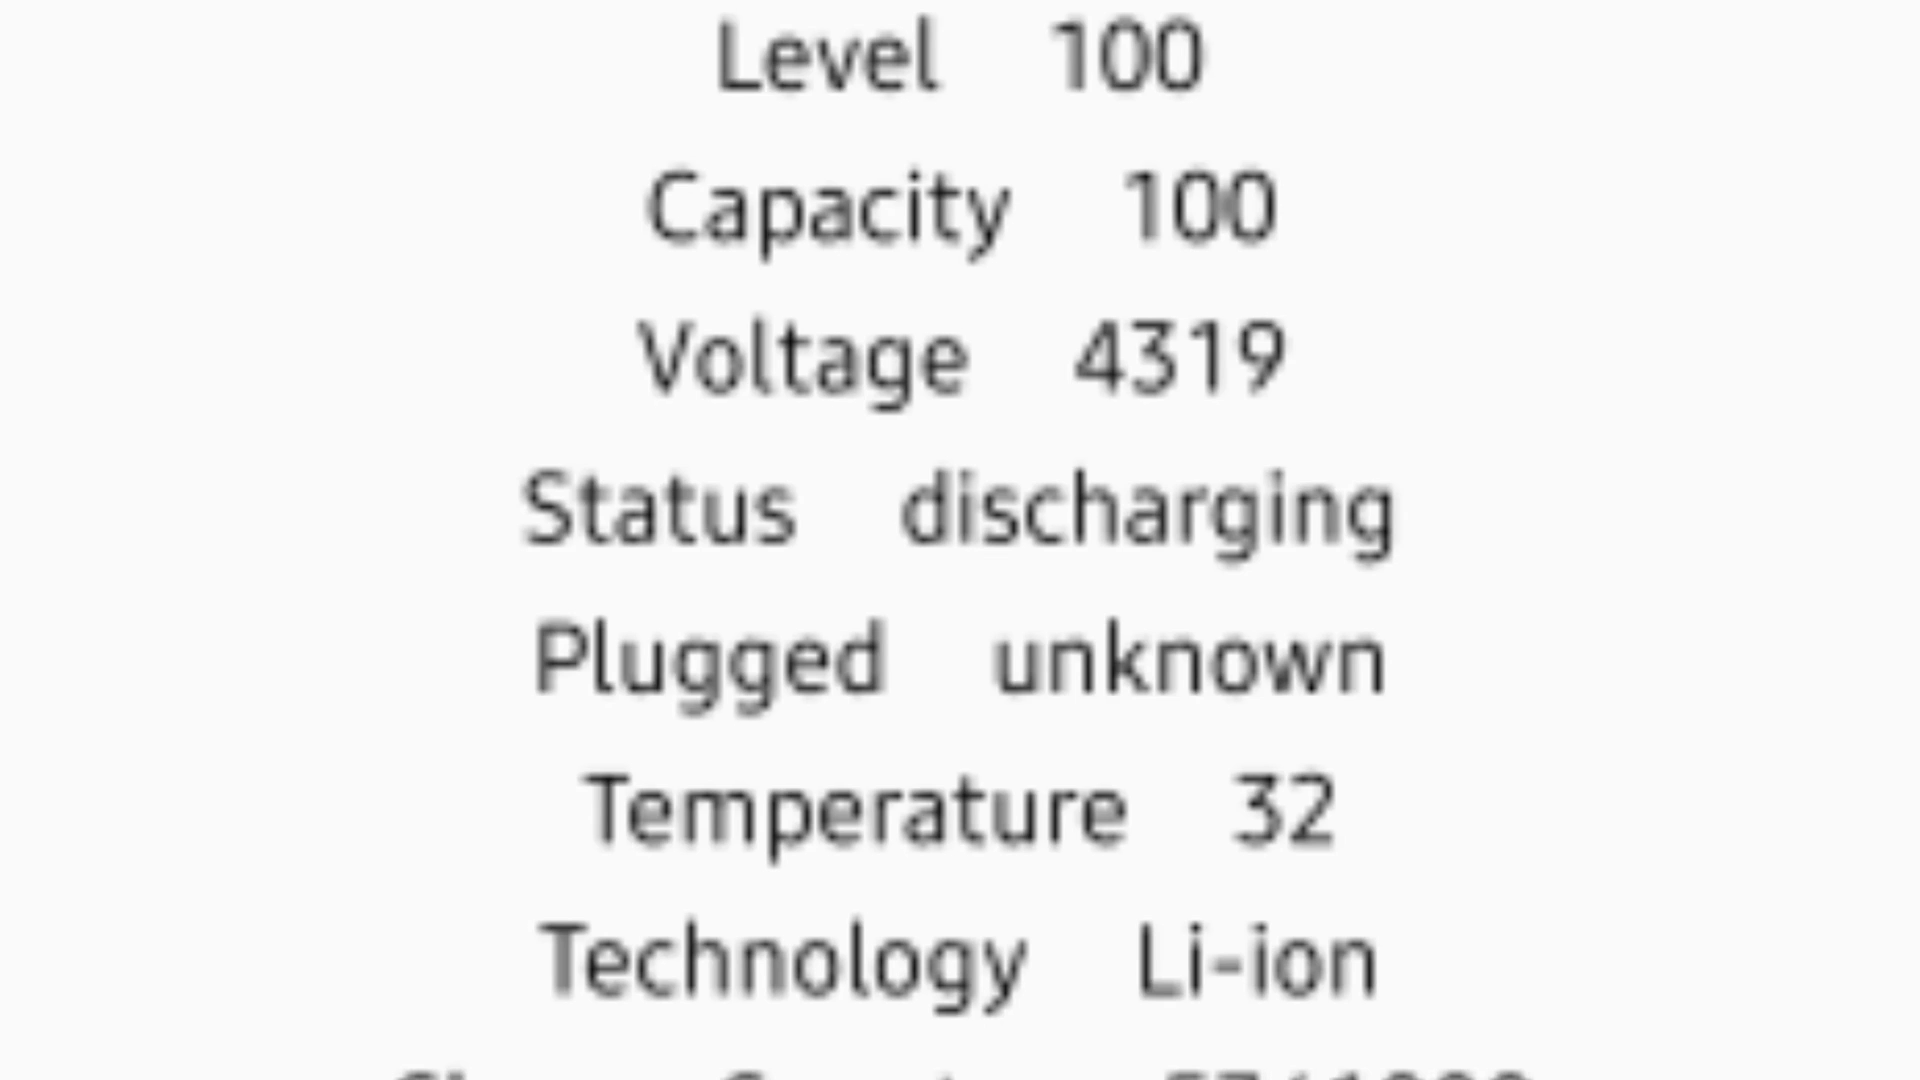 Level 100
Capacity 100
Voltage 4319
Status discharging
Plugged unknown
Temperature 32
Technology Li-ion